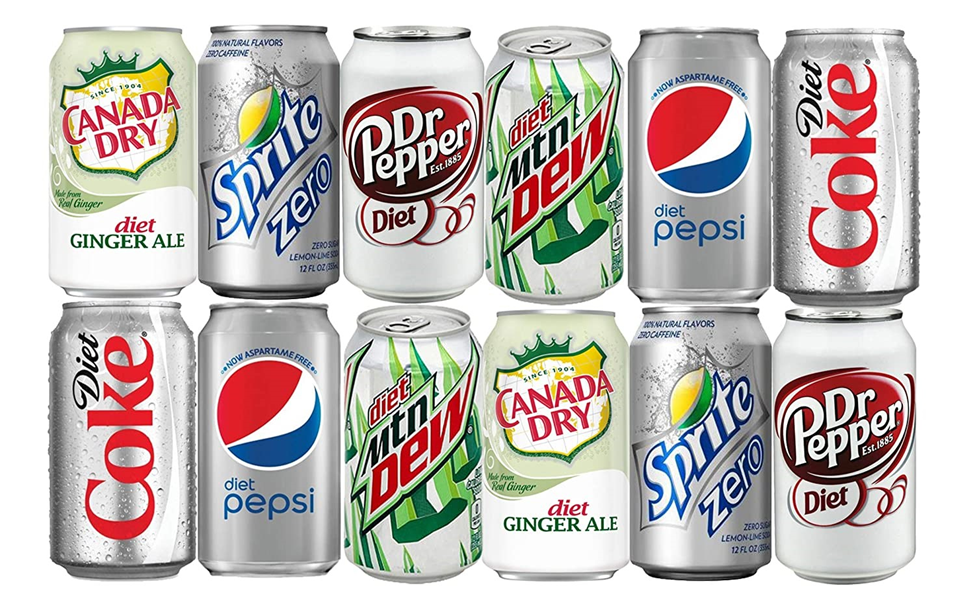 SINCE 1904
CANADA
DRY
Made from
Real Ginger
diet
GINGER ALE
100% NATURAL FLAVORS
ZERO CAFFEINE
Sprite
zero
ZERO SUGAR
LEMON-LIME SODA
12 FL OZ (355mL)
Dr
Pepper
Est. 1885
Diet
diet
mtn
DEW
NOW ASPARTAME FREE
diet
pepsi
Diet
Coke
Diet
Coke
NOW ASPARTAME FREE
diet
pepsi
diet
mtn
DEW
SINCE 1904
CANADA
DRY
Made from
Real Ginger
diet
GINGER ALE
100% NATURAL FLAVORS
ZERO CAFFEINE
Sprite
zero
ZERO SUGAR
LEMON-LIME SODA
12 FL OZ (355mL)
Dr
Pepper
Est. 1885
Diet